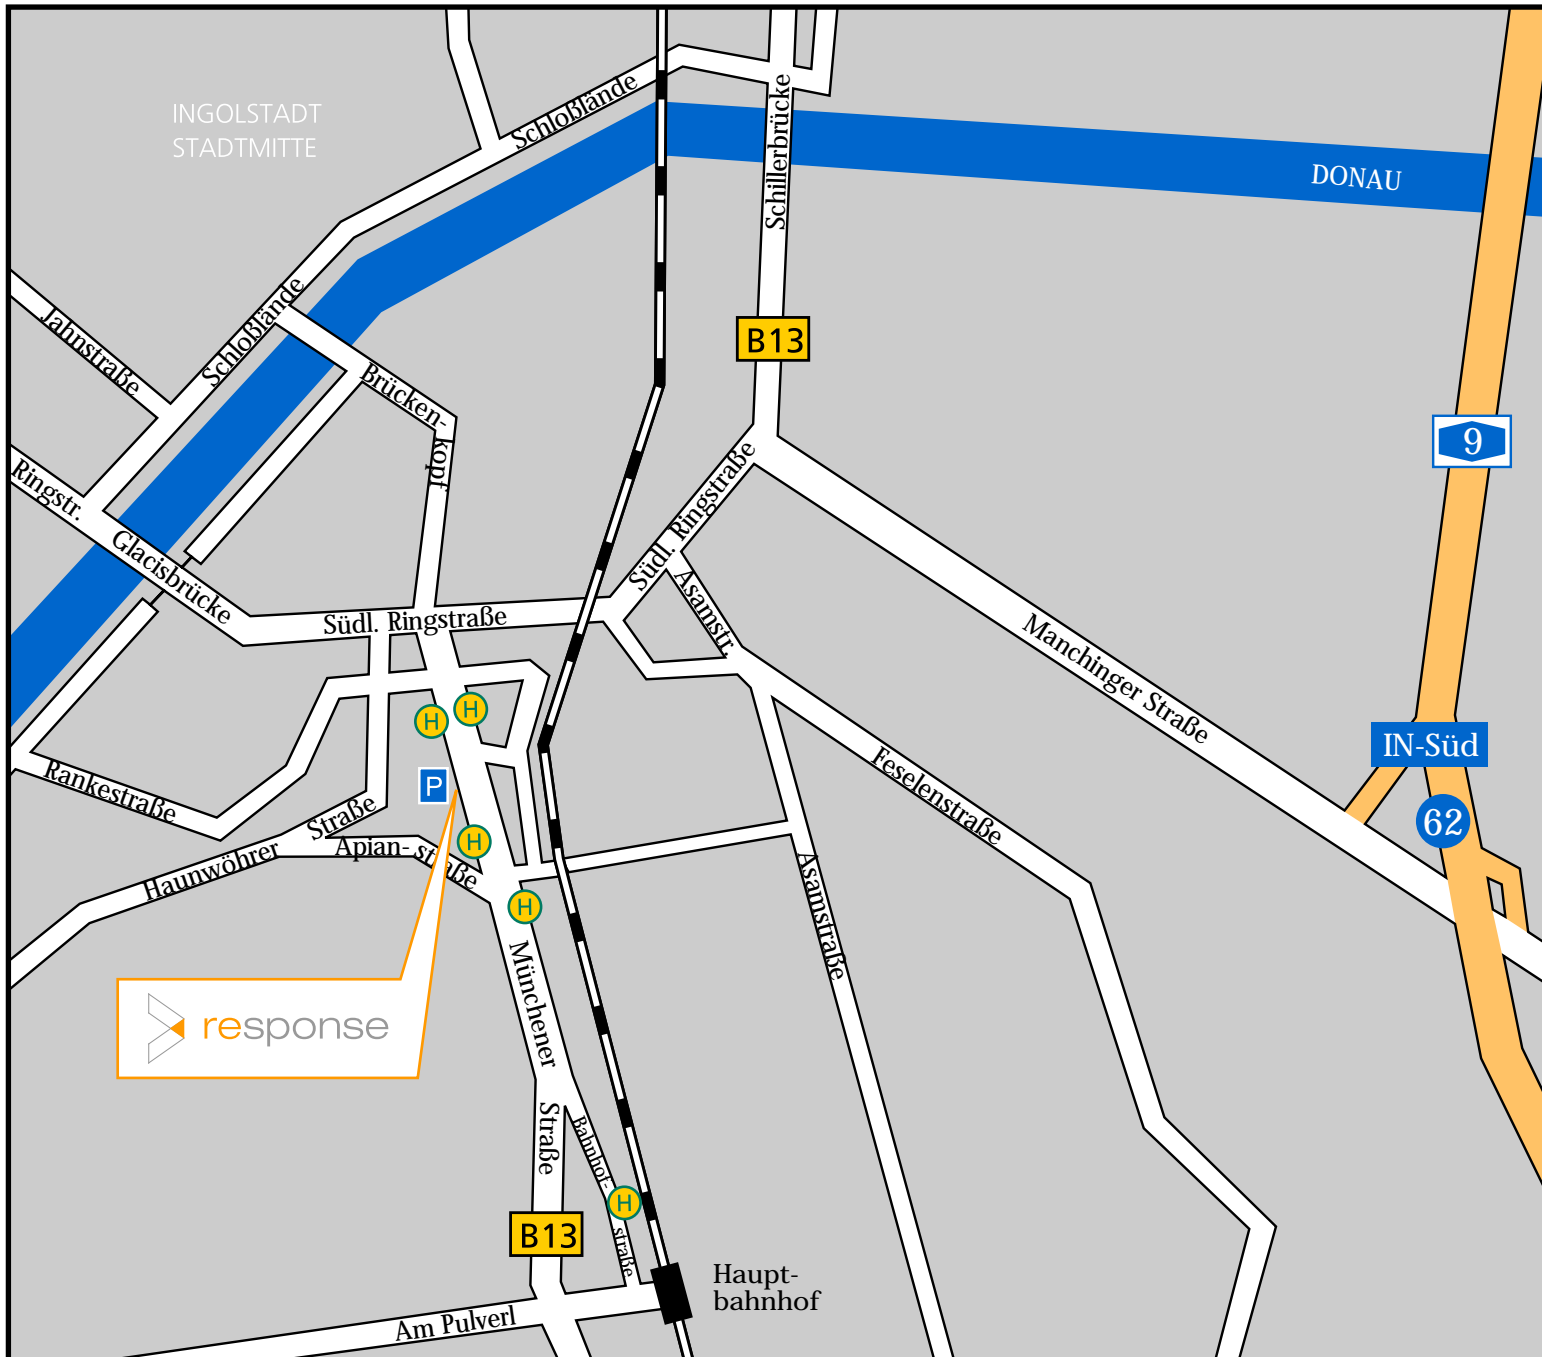 INGOLSTADT
STADTMITTE
Schloßlände
Schillerbrücke
DONAU
Schloßlände
Jahnstraße
B13
Brücken-
kopf
9
Ringstr.
Glacisbrücke
Südl. Ringstraße
Südl. Ringstraße
Asamstr.
Manchinger Straße
H
H
IN-Süd
62
P
Rankestraße
Feselenstraße
Haunwöhrer
Straße
Apian-
straße
H
H
Asamstraße
Münchener
Straße
response
Bahnhof-
straße
H
B13
Haupt-
bahnhof
Am Pulverl